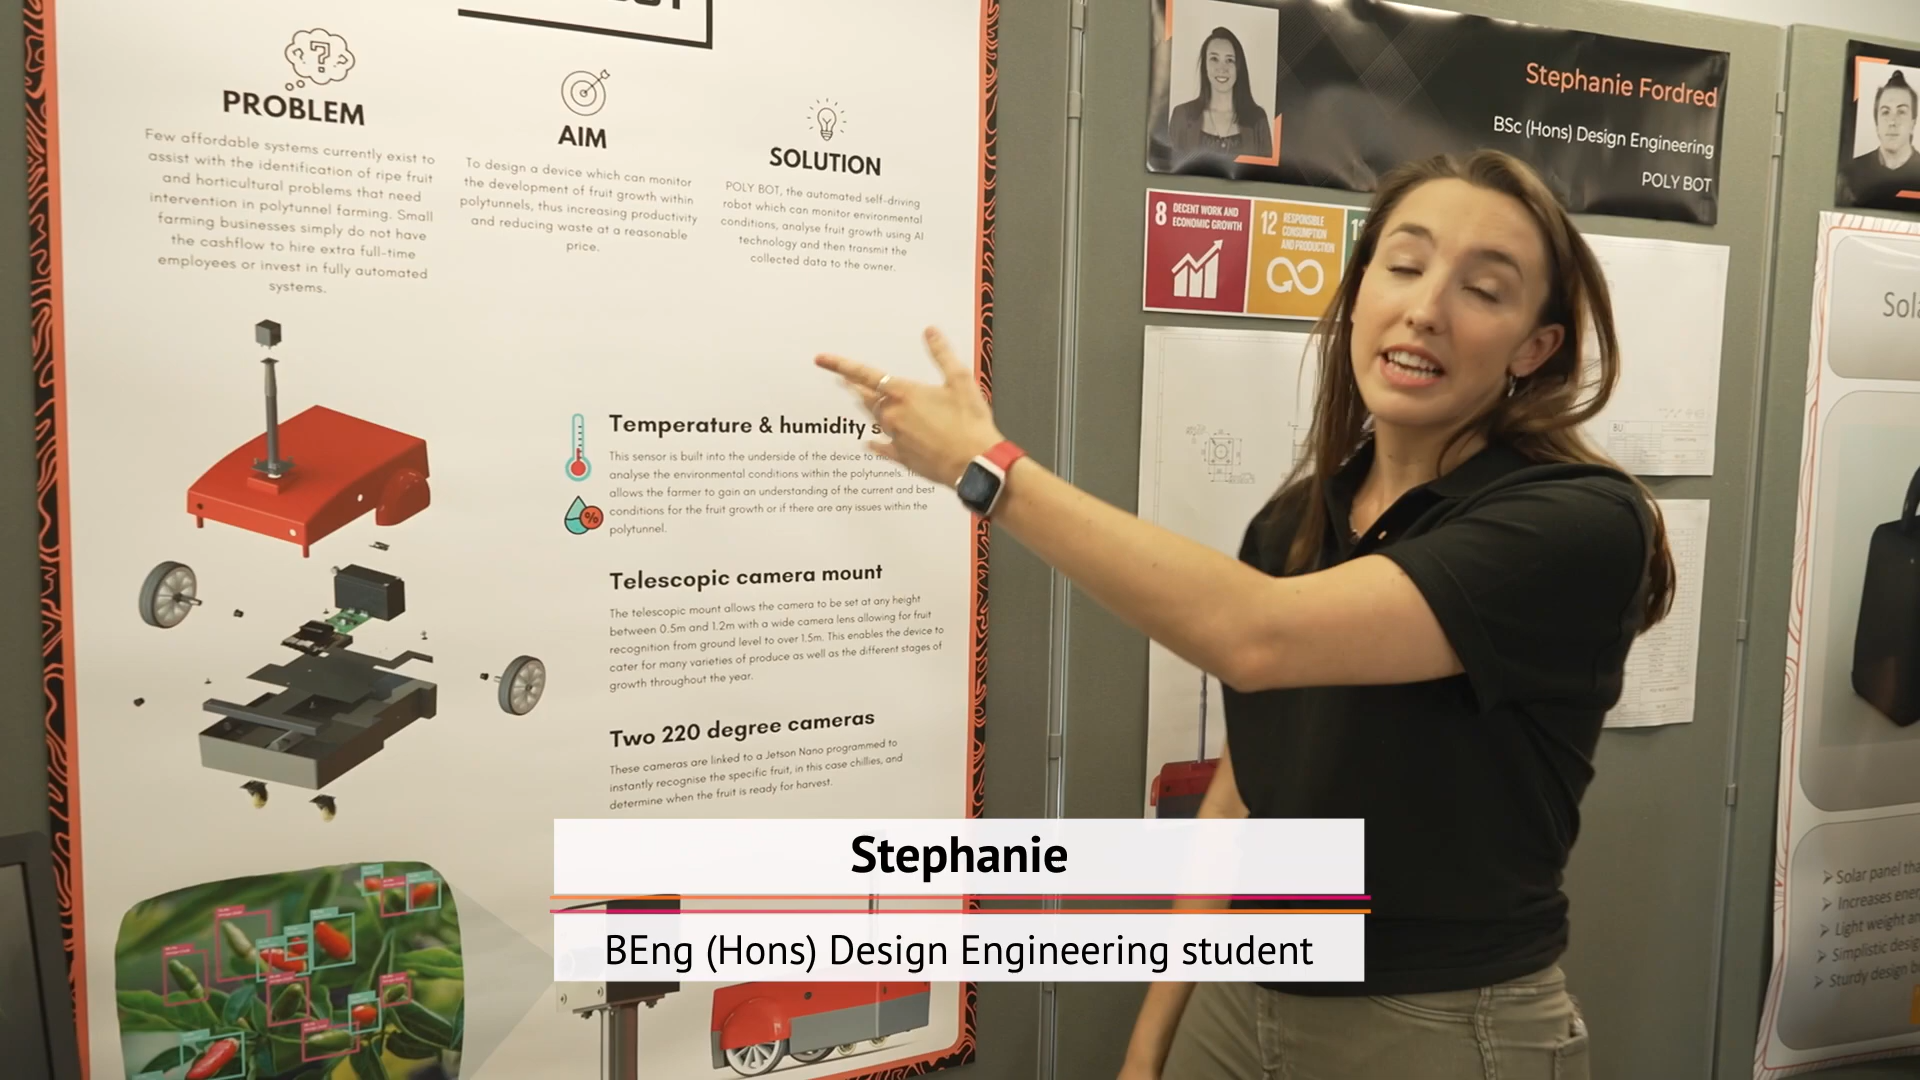 PROBLEM
Few affordable systems currently exist to
assist with the identification of ripe fruit
and horticultural problems that need
intervention in polytunnel farming. Small
farming businesses simply do not have
the cashflow to hire extra full-time
employees or invest in fully automated
systems.
AIM
To design a device which can monitor
the development of fruit growth within
polytunnels, thus increasing productivity
and reducing waste at a reasonable
price.
SOLUTION
POLY BOT, the automated self-driving
robot which can monitor environmental
conditions, analyse fruit growth using AI
technology and then transmit the
collected data to the owner.
Temperature & humidity
This sensor is built into the underside of the device to
analyse the environmental conditions within the polytunnels.
allows the farmer to gain an understanding of the current and best
conditions for the fruit growth or if there are any issues within the
polytunnel.
%
Telescopic camera mount
The telescopic mount allows the camera to be set at any height
between 0.5m and 1.2m with a wide camera lens allowing for fruit
recognition from ground level to over 1.5m. This enables the device to
cater for many varieties of produce as well as the different stages of
growth throughout the year.
Two 220 degree cameras
These cameras are linked to a Jetson Nano programmed to
instantly recognise the specific fruit, in this case chillies, and
determine when the fruit is ready for harvest.
Stephanie Fordred
BSc (Hons) Design Engineering
POLY BOT
8 DECENT WORK AND
ECONOMIC GROWTH
12 RESPONSIBLE
CONSUMPTION
AND PRODUCTION
BU
Sola
Solar panel tha
Increases ener
Light weight an
Simplistic desig
Sturdy design b
Stephanie
BEng (Hons) Design Engineering student